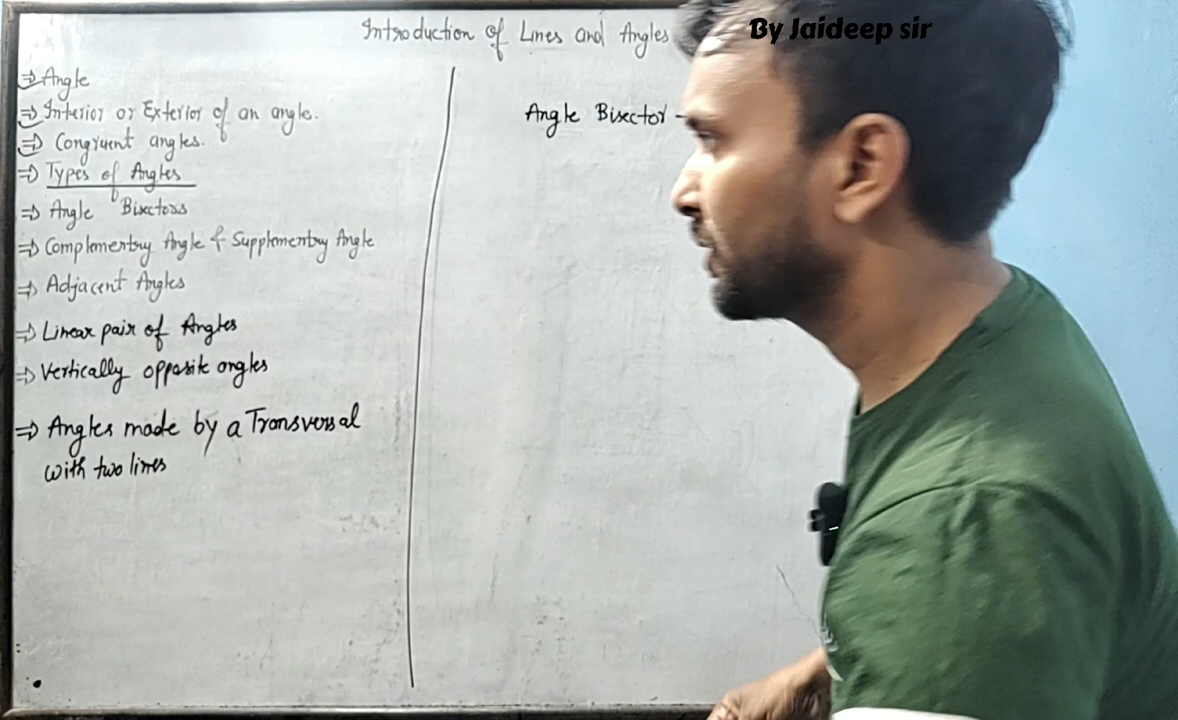 Introduction of Lines and Angles
By Jaideep sir
⇒ Angle
⇒ Interior or Exterior of an angle.
⇒ Congruent angles.
⇒ Types of Angles
⇒ Angle Bisectors
⇒ Complementry Angle & Supplementry Angle
⇒ Adjacent Angles
⇒ Linear pair of Angles
⇒ Vertically opposite angles
⇒ Angles made by a Transversal
with two lines
Angle Bisector -